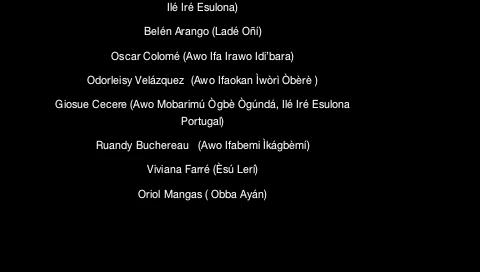 Ilé Iré Esulona)
Belén Arango (Ladé Oñí)
Oscar Colomé (Awo Ifa Irawo Idi'bara)
Odorleisy Velázquez (Awo Ifaokan Ìwòrì Òbèrè )
Giosue Cecere (Awo Mobarimú Ògbè Ògúndá, Ilé Iré Esulona
Portugal)
Ruandy Buchereau (Awo Ifabemi Ìkágbèmí)
Viviana Farré (Èsú Lerí)
Oriol Mangas ( Obba Ayán)